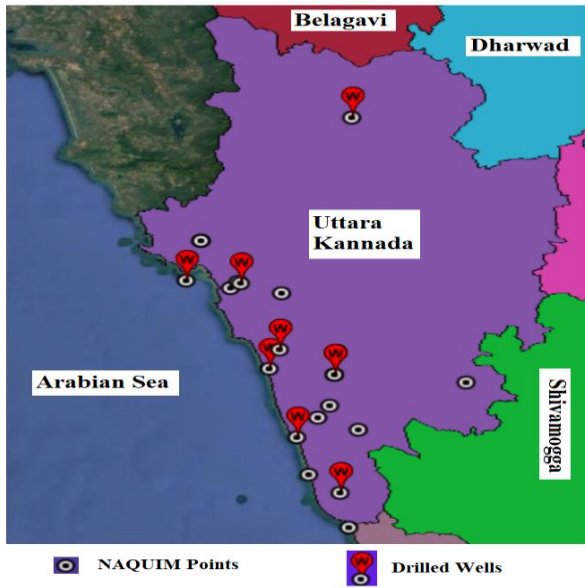 Belagavi
Dharwad
Uttara
Kannada
Arabian Sea
Shivamogga
W
W
W
W
W
W
W
W
NAQUIM Points
W
Drilled Wells